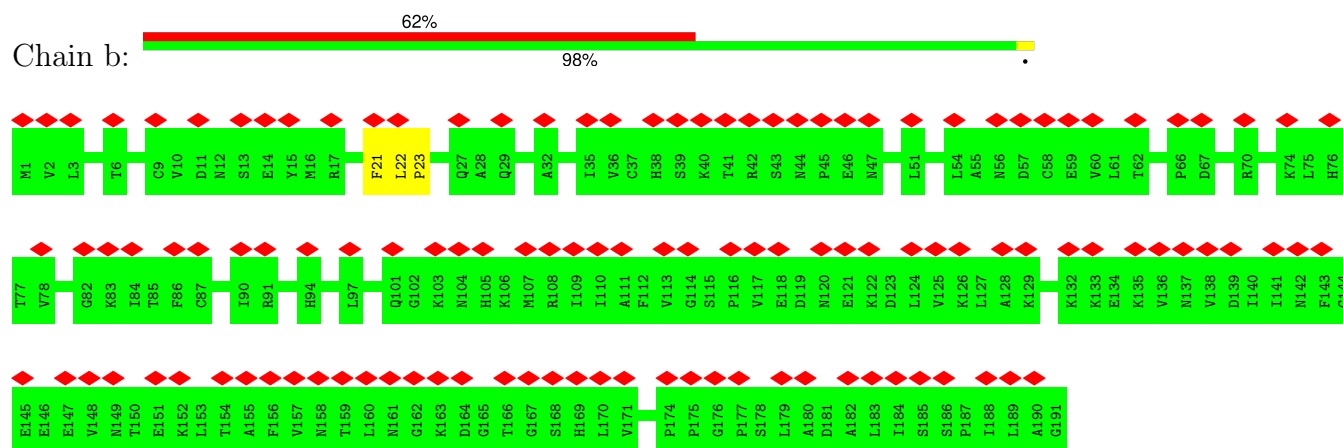 62%
Chain b:
98%
•
M1 V2 L3 T6 C9 V10 D11 N12 S13 E14 Y15 M16 R17 F21 L22 P23 Q27 A28 Q29 A32 I35 V36 C37 H38 S39 K40 T41 R42 S43 N44 P45 E46 N47 L51 L54 A55 N56 D57 C58 E59 V60 L61 T62 P66 D67 R70 K74 L75 H76
T77 V78 G82 K83 I84 T85 F86 C87 I90 R91 H94 L97 Q101 G102 K103 N104 H105 K106 M107 R108 I109 I110 A111 F112 V113 G114 S115 P116 V117 E118 D119 N120 E121 K122 D123 L124 V125 K126 L127 A128 K129 K132 K133 E134 K135 V136 N137 V138 D139 I140 I141 N142 F143 G144
E145 E146 E147 V148 N149 T150 E151 K152 L153 T154 A155 F156 V157 N158 T159 L160 N161 G162 K163 D164 G165 T166 G167 S168 H169 L170 V171 P174 P175 G176 P177 S178 L179 A180 D181 A182 L183 I184 S185 S186 P187 I188 L189 A190 G191